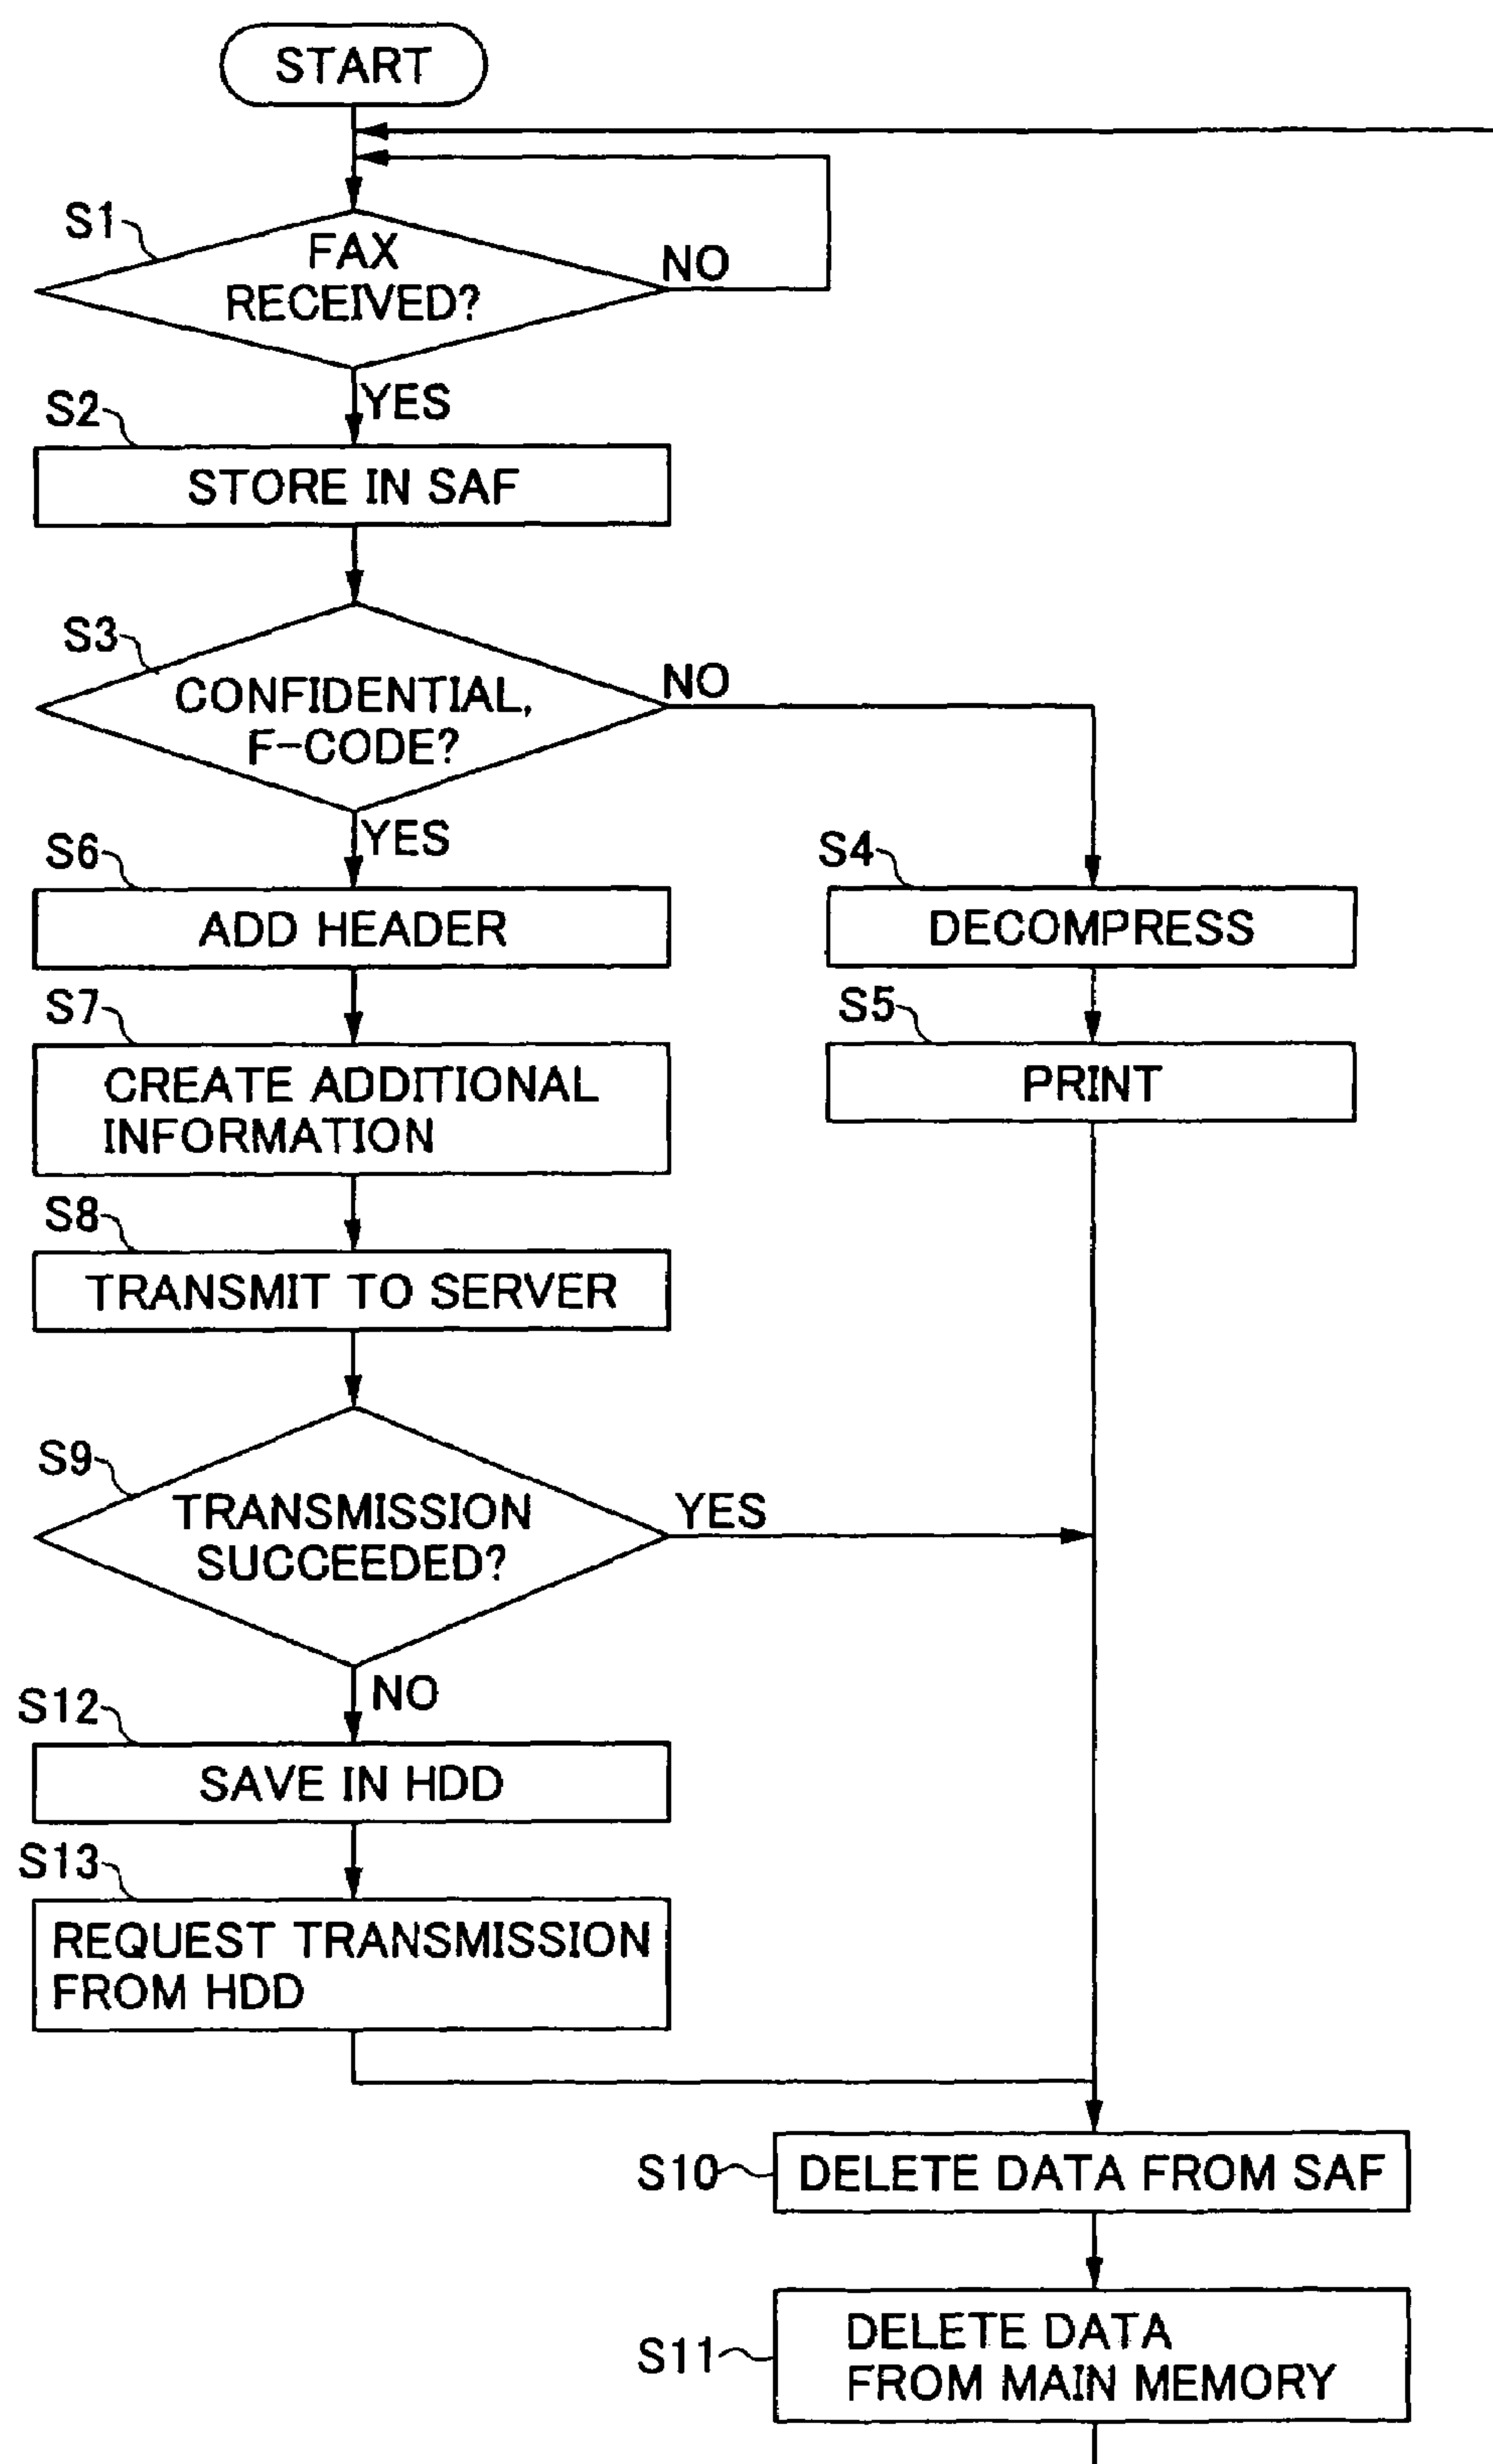 START
S1
FAX
RECEIVED?
NO
YES
S2
STORE IN SAF
S3
CONFIDENTIAL,
F-CODE?
NO
YES
S6
ADD HEADER
S4
DECOMPRESS
S7
CREATE ADDITIONAL
INFORMATION
S5
PRINT
S8
TRANSMIT TO SERVER
S9
TRANSMISSION
SUCCEEDED?
YES
NO
S12
SAVE IN HDD
S13
REQUEST TRANSMISSION
FROM HDD
S10
DELETE DATA FROM SAF
S11
DELETE DATA
FROM MAIN MEMORY